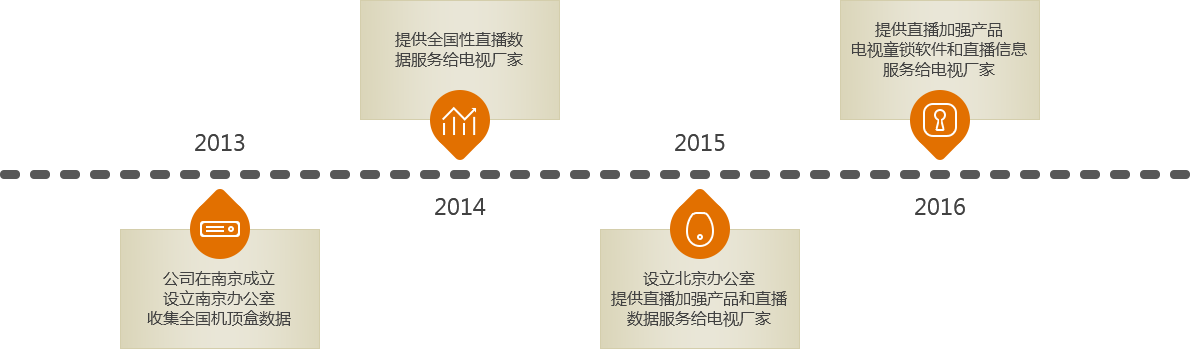 2013
公司在南京成立
设立南京办公室
收集全国机顶盒数据
提供全国性直播数
据服务给电视厂家
2014
2015
设立北京办公室
提供直播加强产品和直播
数据服务给电视厂家
提供直播加强产品
电视童锁软件和直播信息
服务给电视厂家
2016